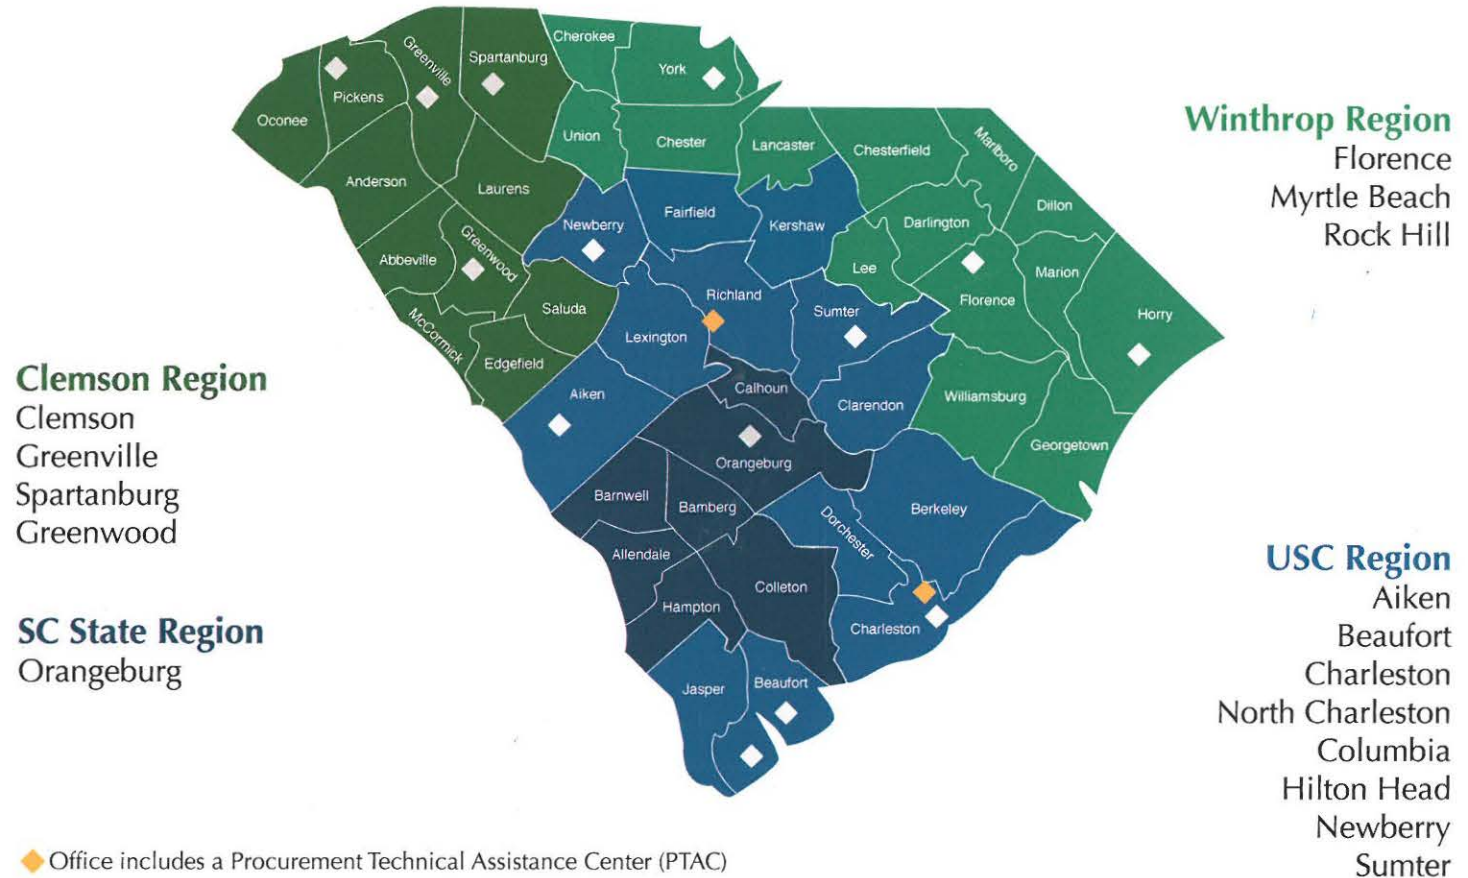 Cherokee
Greenville
Spartanburg
York
Pickens
Oconee
Union
Chester
Lancaster
Chesterfield
Marlboro
Winthrop Region
Florence
Myrtle Beach
Rock Hill
Anderson
Laurens
Newberry
Fairfield
Kershaw
Darlington
Dillon
Abbeville
Greenwood
Lee
Marion
Saluda
Richland
Sumter
Florence
Horry
McCormick
Edgefield
Lexington
Clemson Region
Clemson
Greenville
Spartanburg
Greenwood
Aiken
Calhoun
Clarendon
Williamsburg
Georgetown
Orangeburg
Barnwell
Bamberg
Berkeley
Dorchester
Allendale
Colleton
Hampton
Charleston
SC State Region
Orangeburg
Jasper
Beaufort
USC Region
Aiken
Beaufort
Charleston
North Charleston
Columbia
Hilton Head
Newberry
Sumter
Office includes a Procurement Technical Assistance Center (PTAC)